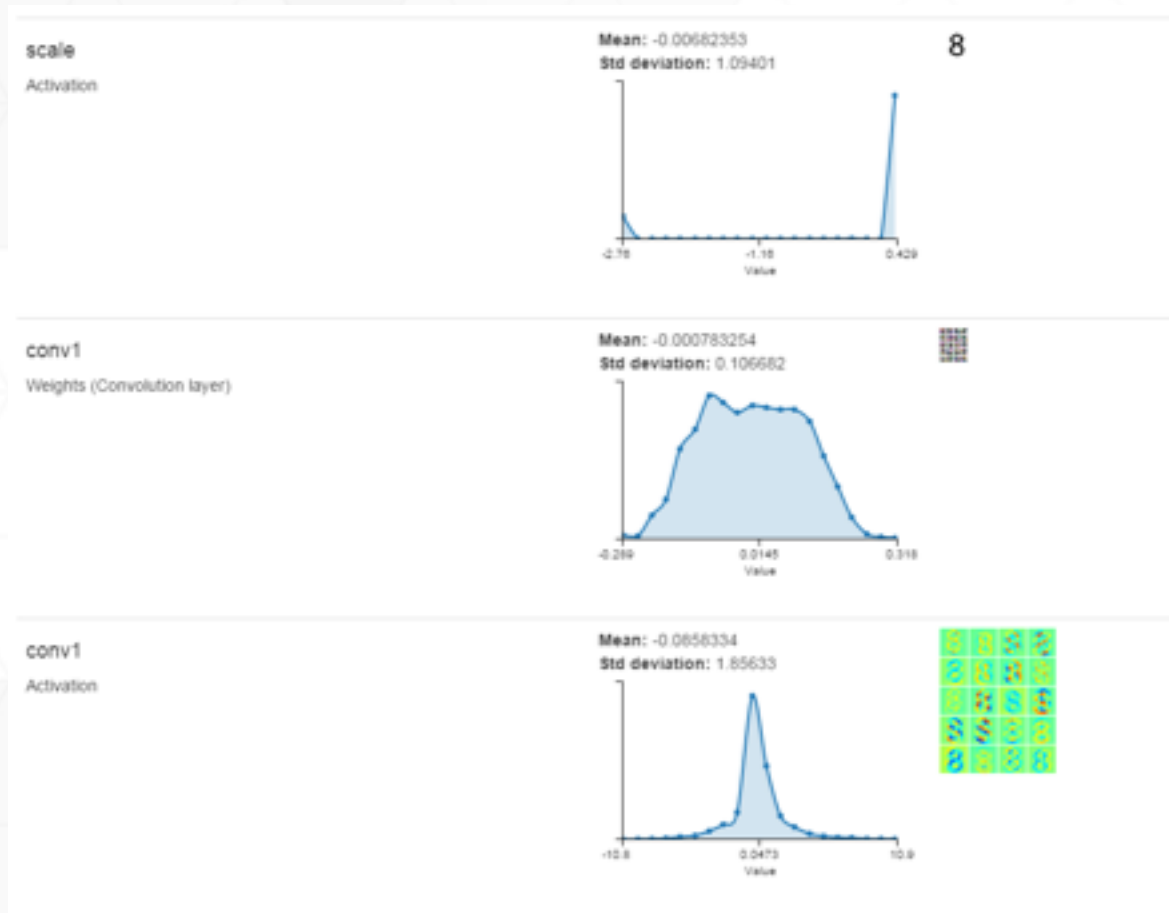 scale
Activation
Mean: -0.00682353
Std deviation: 1.09401
8
-2.76 -1.16 0.429
Value
conv1
Weights (Convolution layer)
Mean: -0.000783254
Std deviation: 0.106682
-0.289 0.0145 0.318
Value
conv1
Activation
Mean: -0.0858334
Std deviation: 1.85633
-10.8 0.0473 10.9
Value